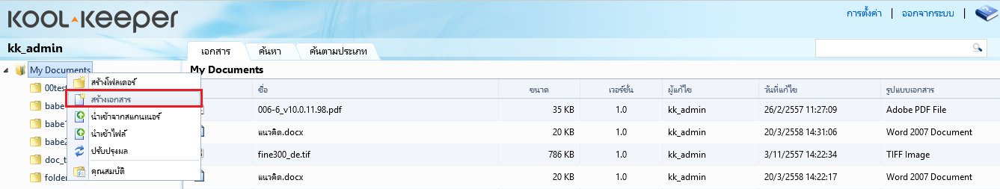 KOOL-KEEPER
การตั้งค่า | ออกจากระบบ |
kk_admin
เอกสาร ค้นหา ค้นตามประเภท
My Documents
My Documents
สร้างโฟลเดอร์
สร้างเอกสาร
นำเข้าจากสแกนเนอร์
นำเข้าไฟล์
ปรับปรุงผล
คุณสมบัติ
00test
babe
babe
babe2
doc_t
folder
ชื่อ ขนาด เวอร์ชั่น ผู้แก้ไข วันที่แก้ไข รูปแบบเอกสาร
006-6_v10.0.11.98.pdf 35 KB 1.0 kk_admin 26/2/2557 11:27:09 Adobe PDF File
แนวคิด.docx 20 KB 1.0 kk_admin 20/3/2558 14:31:06 Word 2007 Document
fine300_de.tif 786 KB 1.0 kk_admin 3/11/2557 14:22:34 TIFF Image
แนวคิด.docx 20 KB 1.0 kk_admin 20/3/2558 14:22:17 Word 2007 Document